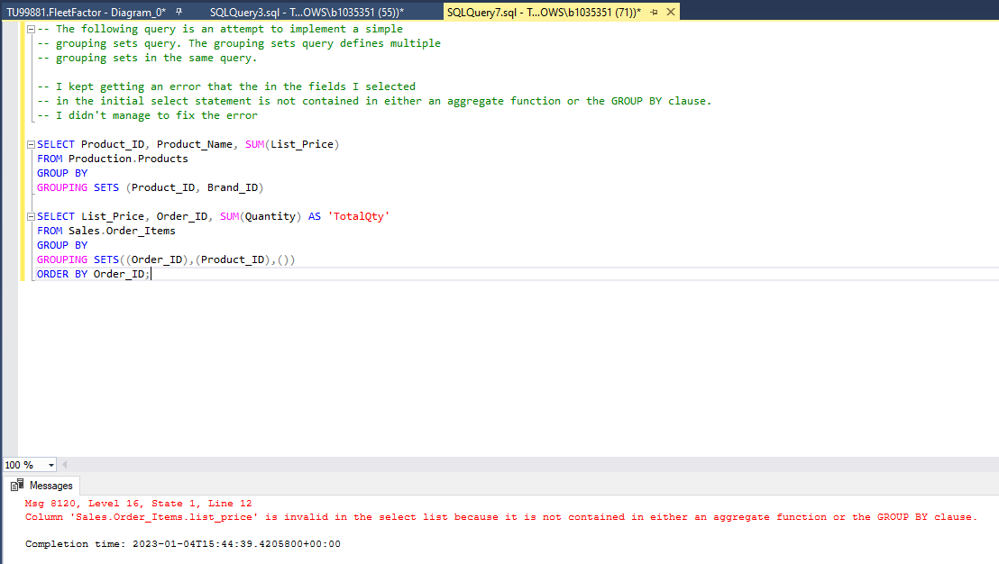 TU99881.FleetFactor - Diagram_0* SQLQuery3.sql - T...OWS\b1035351 (55))* SQLQuery7.sql - T...OWS\b1035351 (71))*
-- The following query is an attempt to implement a simple
-- grouping sets query. The grouping sets query defines multiple
-- grouping sets in the same query.
-- I kept getting an error that the in the fields I selected
-- in the initial select statement is not contained in either an aggregate function or the GROUP BY clause.
-- I didn't manage to fix the error
SELECT Product_ID, Product_Name, SUM(List_Price)
FROM Production.Products
GROUP BY
GROUPING SETS (Product_ID, Brand_ID)
SELECT List_Price, Order_ID, SUM(Quantity) AS 'TotalQty'
FROM Sales.Order_Items
GROUP BY
GROUPING SETS((Order_ID),(Product_ID),())
ORDER BY Order_ID;
100 %
Messages
Msg 8120, Level 16, State 1, Line 12
Column 'Sales.Order_Items.list_price' is invalid in the select list because it is not contained in either an aggregate function or the GROUP BY clause.
Completion time: 2023-01-04T15:44:39.4205800+00:00